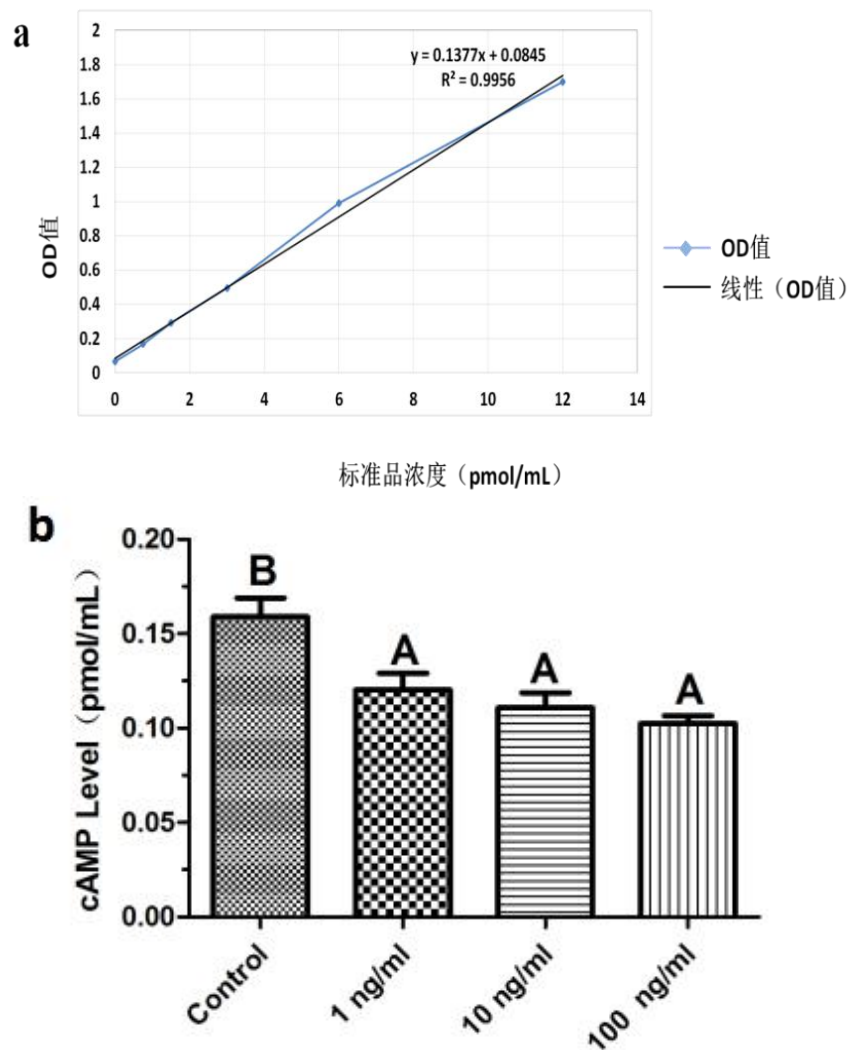 a
y = 0.1377x + 0.0845
R² = 0.9956
2
1.8
1.6
1.4
1.2
1
0.8
0.6
0.4
0.2
0
OD值
0 2 4 6 8 10 12 14
OD值
线性（OD值）
标准品浓度（pmol/mL）
b
cAMP Level（pmol/mL）
0.20
0.15
0.10
0.05
0.00
B
A
A
A
Control
1 ng/ml
10 ng/ml
100 ng/ml